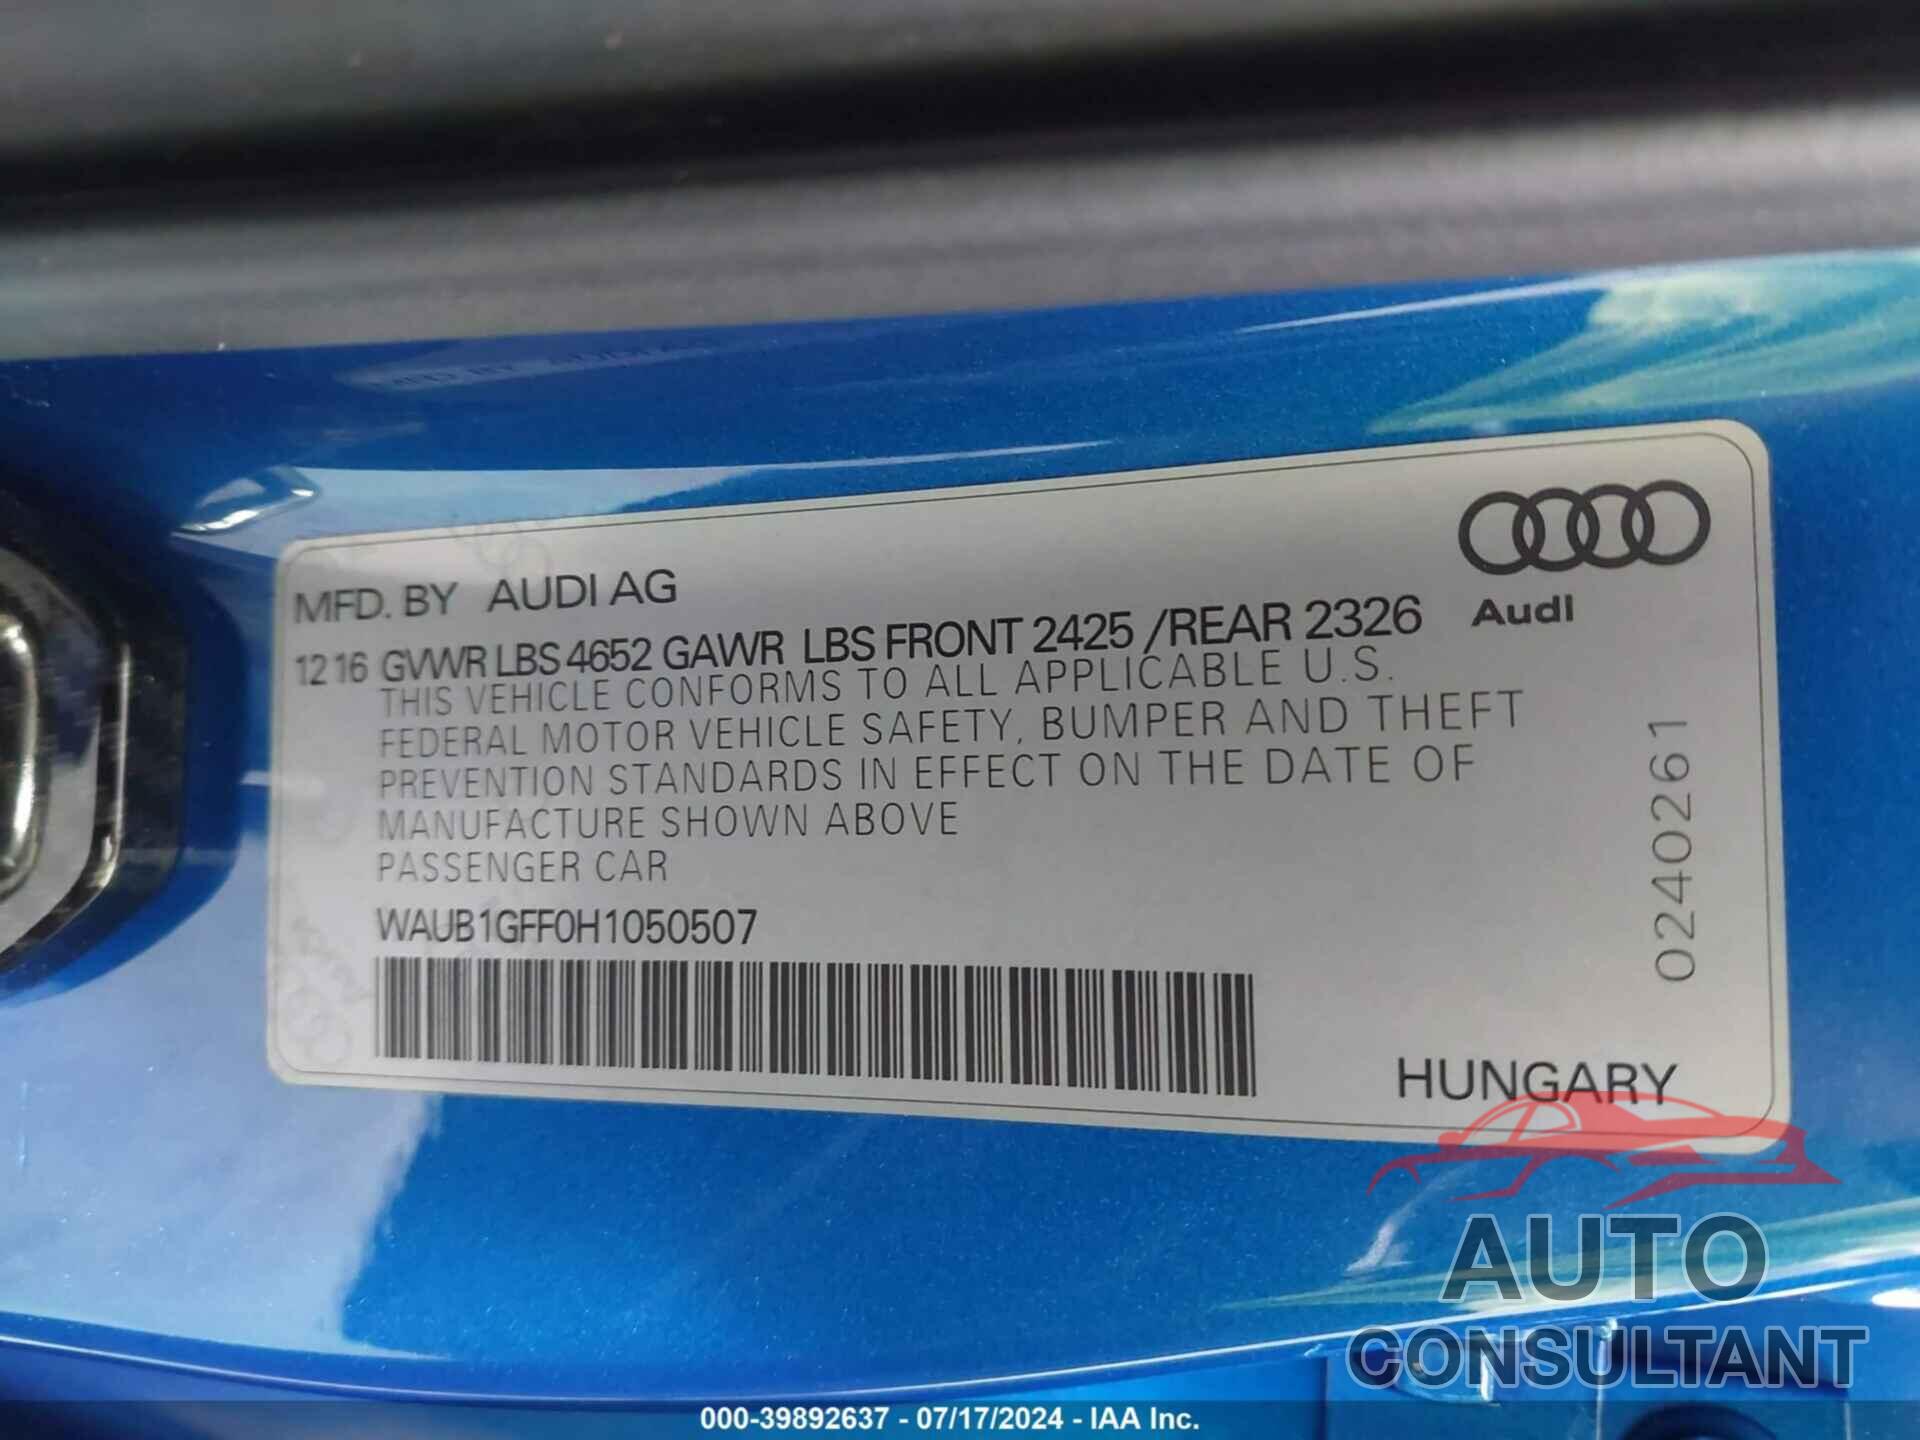 Audi
MFD. BY AUDI AG
12 16 GVWR LBS 4652 GAWR LBS FRONT 2425 /REAR 2326
THIS VEHICLE CONFORMS TO ALL APPLICABLE U.S.
FEDERAL MOTOR VEHICLE SAFETY, BUMPER AND THEFT
PREVENTION STANDARDS IN EFFECT ON THE DATE OF
MANUFACTURE SHOWN ABOVE
PASSENGER CAR
WAUB1GFF0H1050507
0240261
HUNGARY
AUTO
CONSULTANT
000-39892637 - 07/17/2024 - IAA Inc.